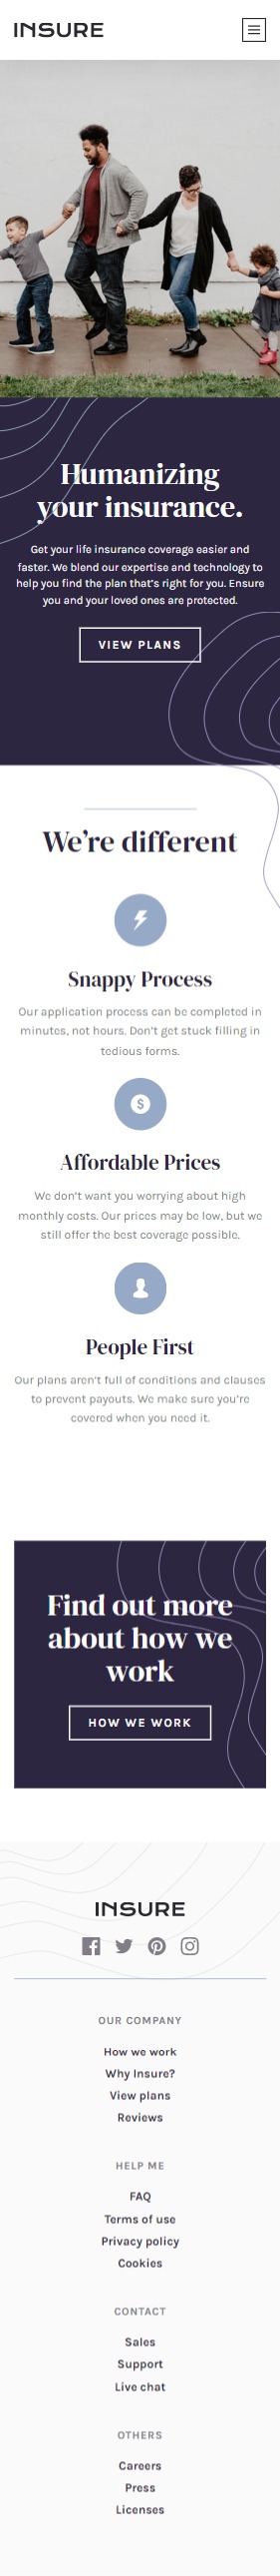 INSURE
Humanizing
your insurance.
Get your life insurance coverage easier and
faster. We blend our expertise and technology to
help you find the plan that's right for you. Ensure
you and your loved ones are protected.
VIEW PLANS
We’re different
Snappy Process
Our application process can be completed in
minutes, not hours. Don’t get stuck filling in
tedious forms.
$
Affordable Prices
We don’t want you worrying about high
monthly costs. Our prices may be low, but we
still offer the best coverage possible.
People First
Our plans aren’t full of conditions and clauses
to prevent payouts. We make sure you’re
covered when you need it.
Find out more
about how we
work
HOW WE WORK
INSURE
OUR COMPANY
How we work
Why Insure?
View plans
Reviews
HELP ME
FAQ
Terms of use
Privacy policy
Cookies
CONTACT
Sales
Support
Live chat
OTHERS
Careers
Press
Licenses